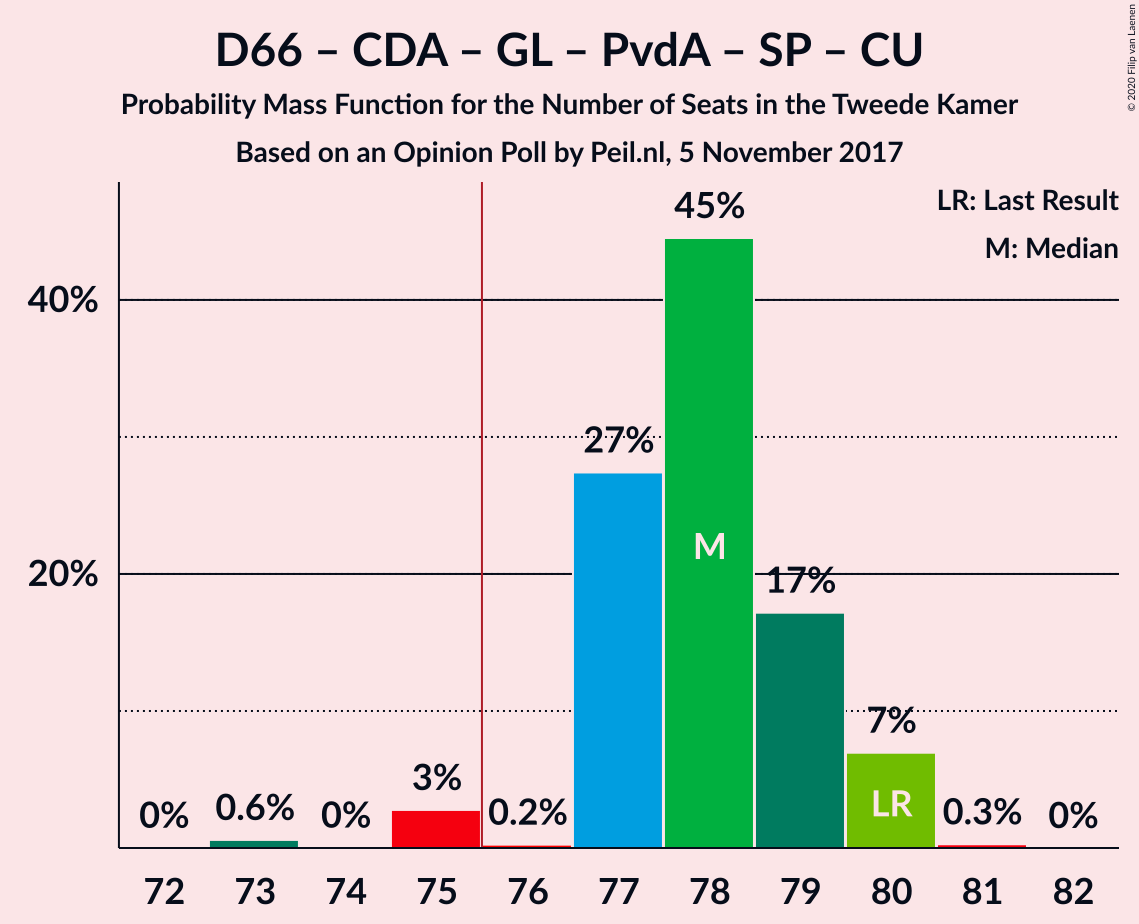 D66 – CDA – GL – PvdA – SP – CU
Probability Mass Function for the Number of Seats in the Tweede Kamer
Based on an Opinion Poll by Peil.nl, 5 November 2017
© 2020 Filip van Laenen
LR: Last Result
M: Median
40%
20%
0%
0.6%
0%
3%
0.2%
27%
45%
17%
7%
0.3%
0%
M
LR
72 73 74 75 76 77 78 79 80 81 82